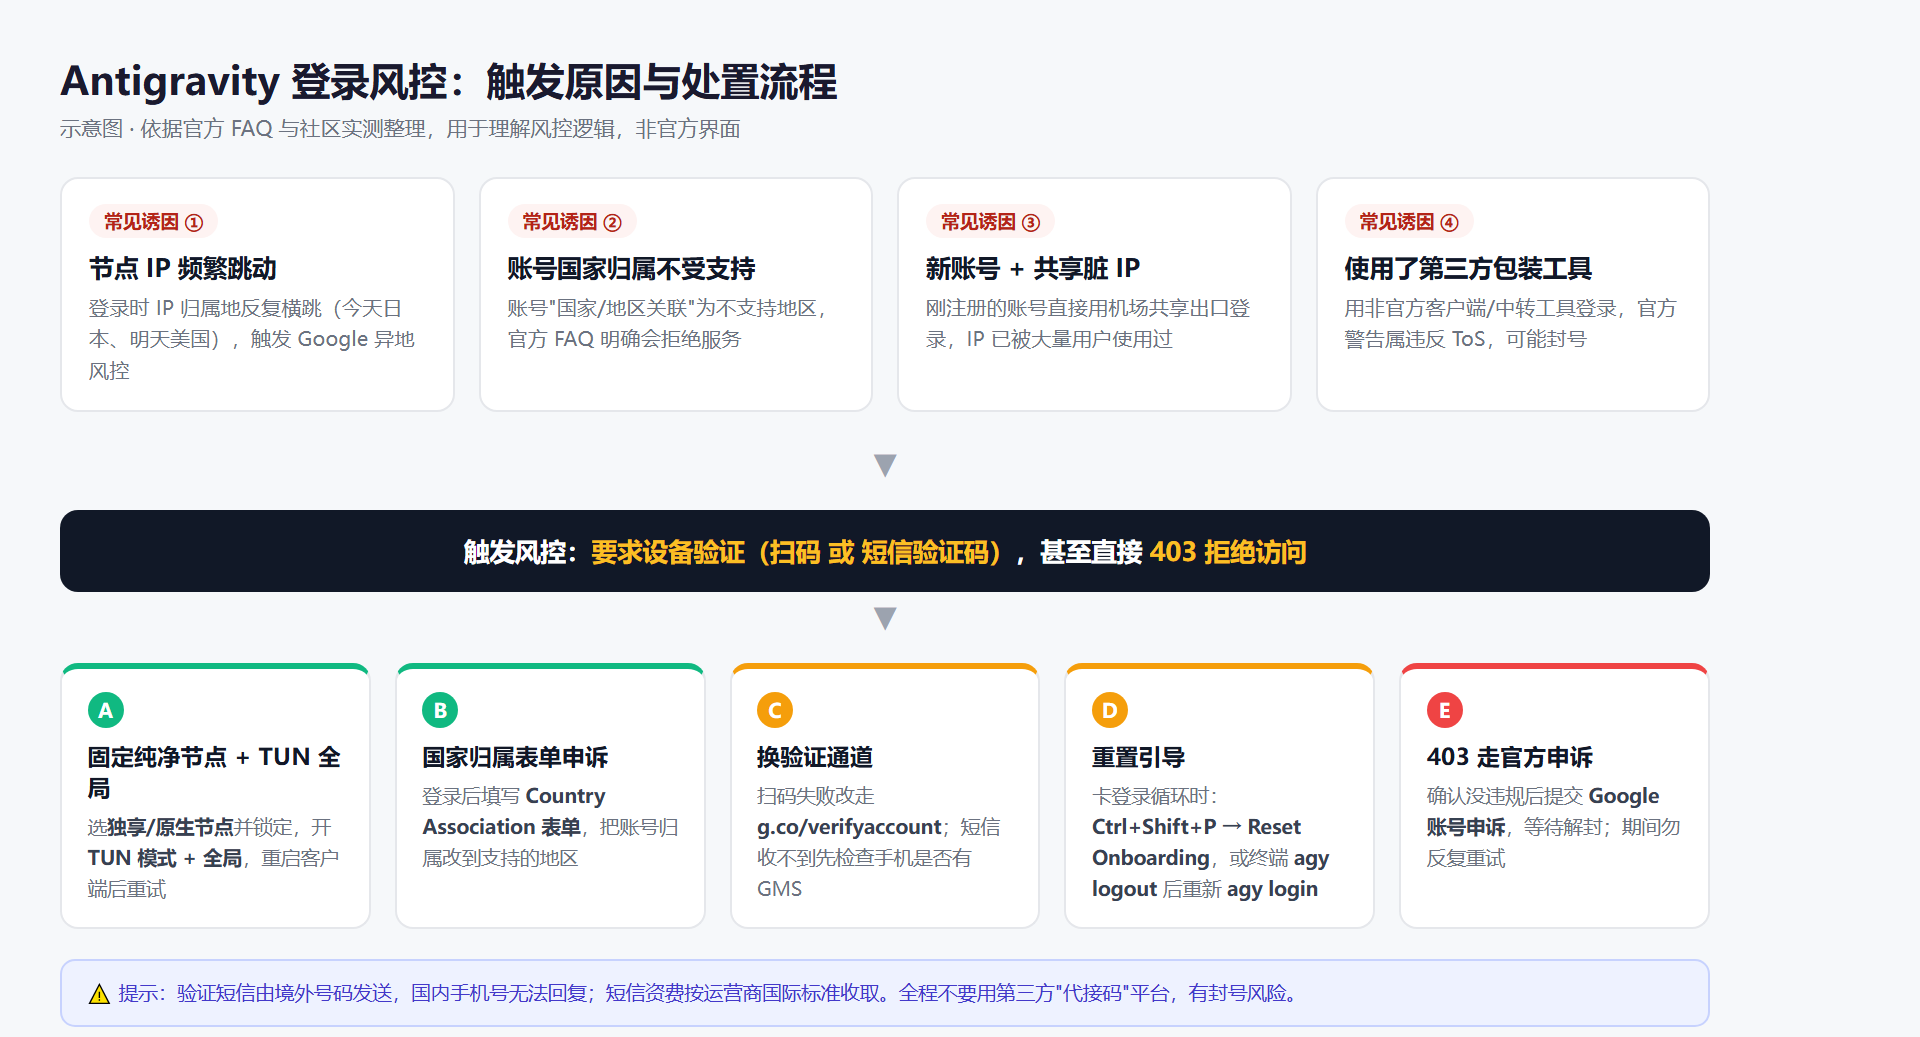 Antigravity 登录风控：触发原因与处置流程
示意图 · 依据官方 FAQ 与社区实测整理，用于理解风控逻辑，非官方界面
常见诱因 ①
节点 IP 频繁跳动
登录时 IP 归属地反复横跳（今天日
本、明天美国），触发 Google 异地
风控
常见诱因 ②
账号国家归属不受支持
账号"国家/地区关联"为不支持地区，
官方 FAQ 明确会拒绝服务
常见诱因 ③
新账号 + 共享脏 IP
刚注册的账号直接用机场共享出口登
录，IP 已被大量用户使用过
常见诱因 ④
使用了第三方包装工具
用非官方客户端/中转工具登录，官方
警告属违反 ToS，可能封号
▼
触发风控：要求设备验证（扫码 或 短信验证码），甚至直接 403 拒绝访问
▼
A
固定纯净节点 + TUN 全
局
选独享/原生节点并锁定，开
TUN 模式 + 全局，重启客户
端后重试
B
国家归属表单申诉
登录后填写 Country
Association 表单，把账号归
属改到支持的地区
C
换验证通道
扫码失败改走
g.co/verifyaccount；短信
收不到先检查手机是否有
GMS
D
重置引导
卡登录循环时：
Ctrl+Shift+P → Reset
Onboarding，或终端 agy
logout 后重新 agy login
E
403 走官方申诉
确认没违规后提交 Google
账号申诉，等待解封；期间勿
反复重试
⚠ 提示：验证短信由境外号码发送，国内手机号无法回复；短信资费按运营商国际标准收取。全程不要用第三方"代接码"平台，有封号风险。